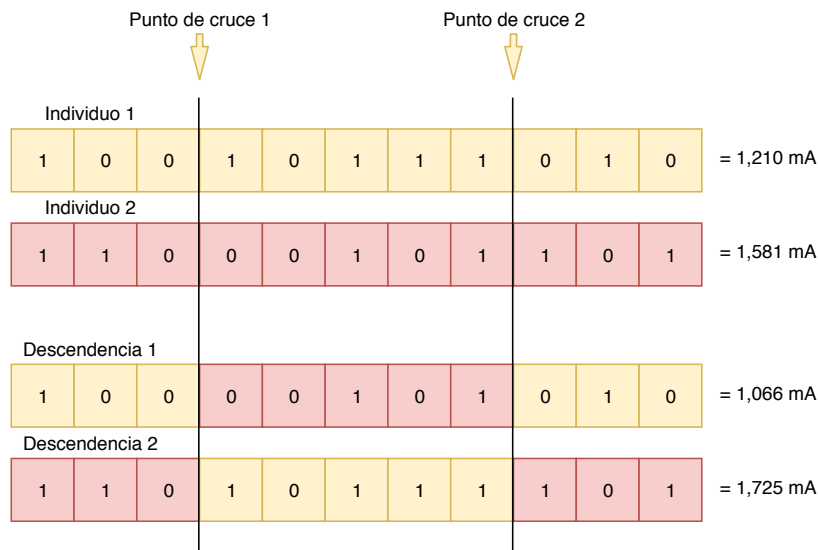 Punto de cruce 1 Punto de cruce 2
Individuo 1
1 0 0 1 0 1 1 1 0 1 0 = 1,210 mA
Individuo 2
1 1 0 0 0 1 0 1 1 0 1 = 1,581 mA
Descendencia 1
1 0 0 0 0 1 0 1 0 1 0 = 1,066 mA
Descendencia 2
1 1 0 1 0 1 1 1 1 0 1 = 1,725 mA